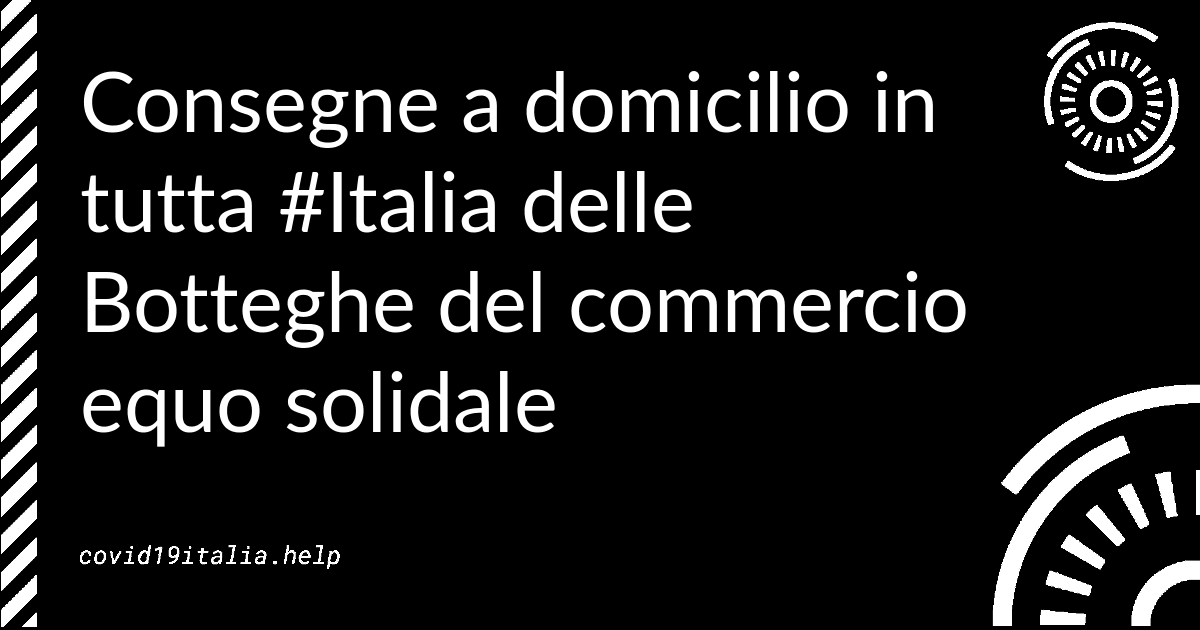 Consegne a domicilio in
tutta #Italia delle
Botteghe del commercio
equo solidale
covid19italia.help